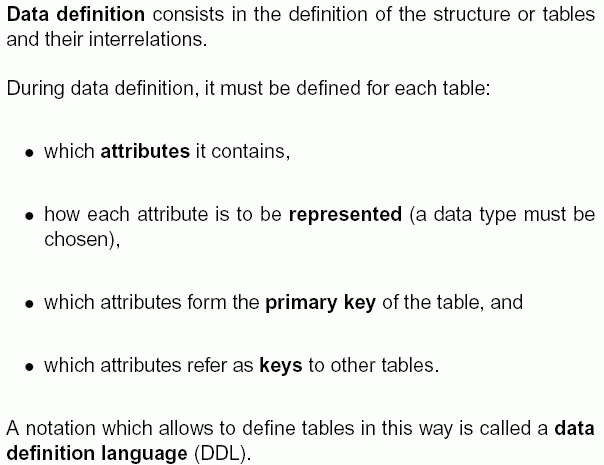 Data definition consists in the definition of the structure or tables
and their interrelations.
During data definition, it must be defined for each table:
• which attributes it contains,
• how each attribute is to be represented (a data type must be
chosen),
• which attributes form the primary key of the table, and
• which attributes refer as keys to other tables.
A notation which allows to define tables in this way is called a data
definition language (DDL).